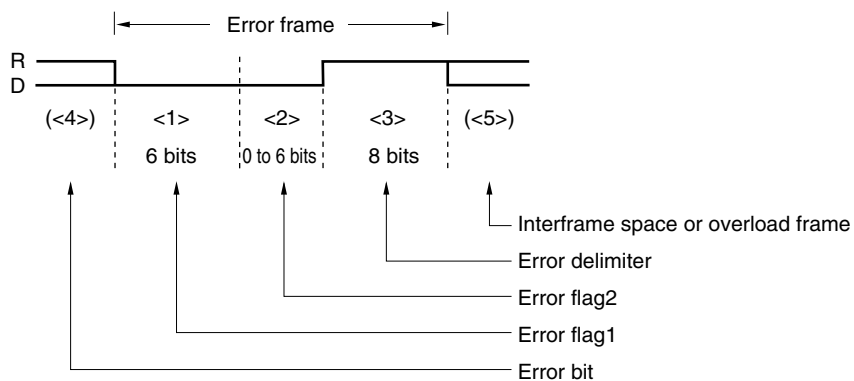 Error frame
R
D
(<4>) <1> <2> <3> (<5>)
6 bits 0 to 6 bits 8 bits
Interframe space or overload frame
Error delimiter
Error flag2
Error flag1
Error bit